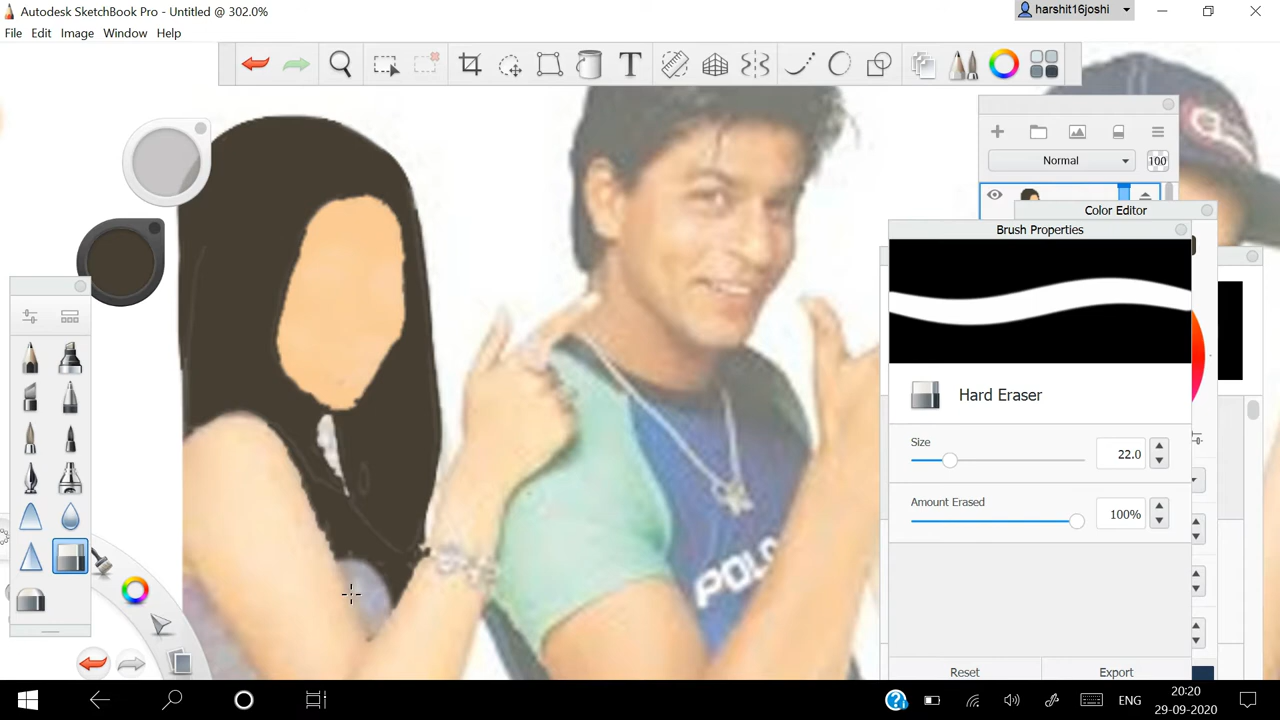 Autodesk SketchBook Pro - Untitled @ 302.0%
harshit16joshi
File Edit Image Window Help
T
Normal
100
Color Editor
Brush Properties
Hard Eraser
Size
22.0
Amount Erased
100%
POLO
Reset
Export
ENG
20:20
29-09-2020